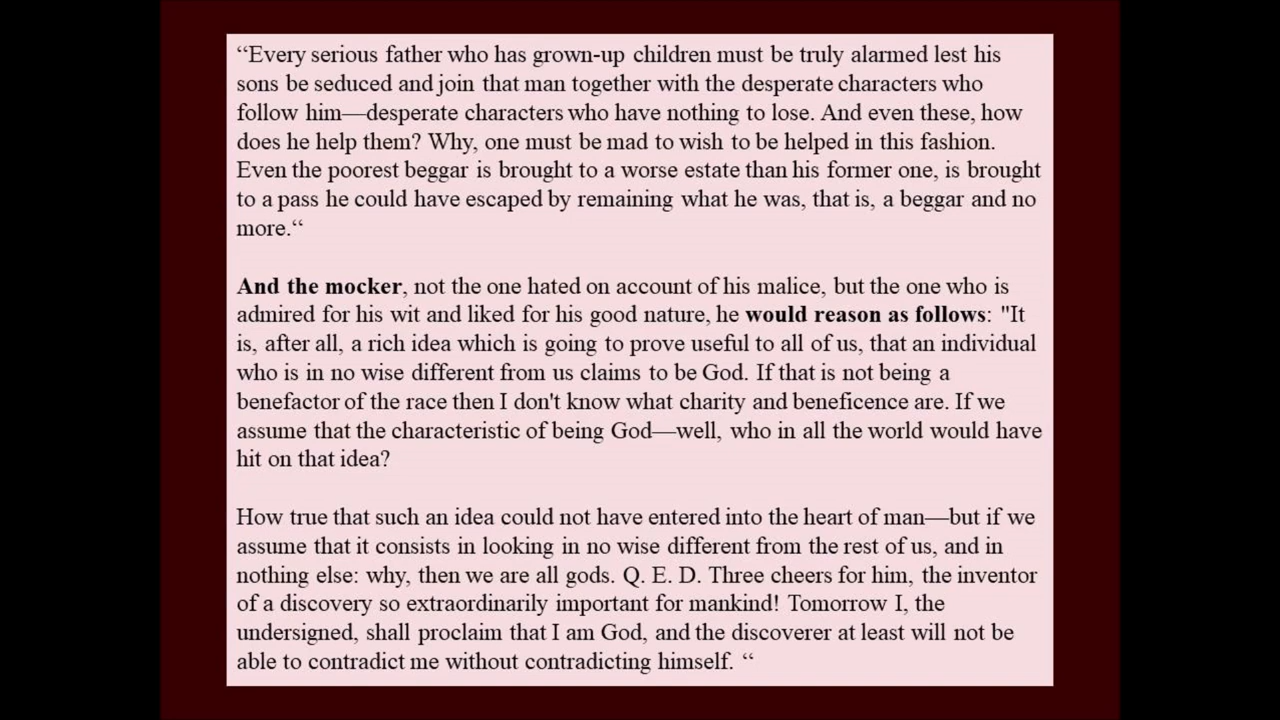 “Every serious father who has grown-up children must be truly alarmed lest his
sons be seduced and join that man together with the desperate characters who
follow him—desperate characters who have nothing to lose. And even these, how
does he help them? Why, one must be mad to wish to be helped in this fashion.
Even the poorest beggar is brought to a worse estate than his former one, is brought
to a pass he could have escaped by remaining what he was, that is, a beggar and no
more.“
And the mocker, not the one hated on account of his malice, but the one who is
admired for his wit and liked for his good nature, he would reason as follows: "It
is, after all, a rich idea which is going to prove useful to all of us, that an individual
who is in no wise different from us claims to be God. If that is not being a
benefactor of the race then I don't know what charity and beneficence are. If we
assume that the characteristic of being God—well, who in all the world would have
hit on that idea?
How true that such an idea could not have entered into the heart of man—but if we
assume that it consists in looking in no wise different from the rest of us, and in
nothing else: why, then we are all gods. Q. E. D. Three cheers for him, the inventor
of a discovery so extraordinarily important for mankind! Tomorrow I, the
undersigned, shall proclaim that I am God, and the discoverer at least will not be
able to contradict me without contradicting himself. “